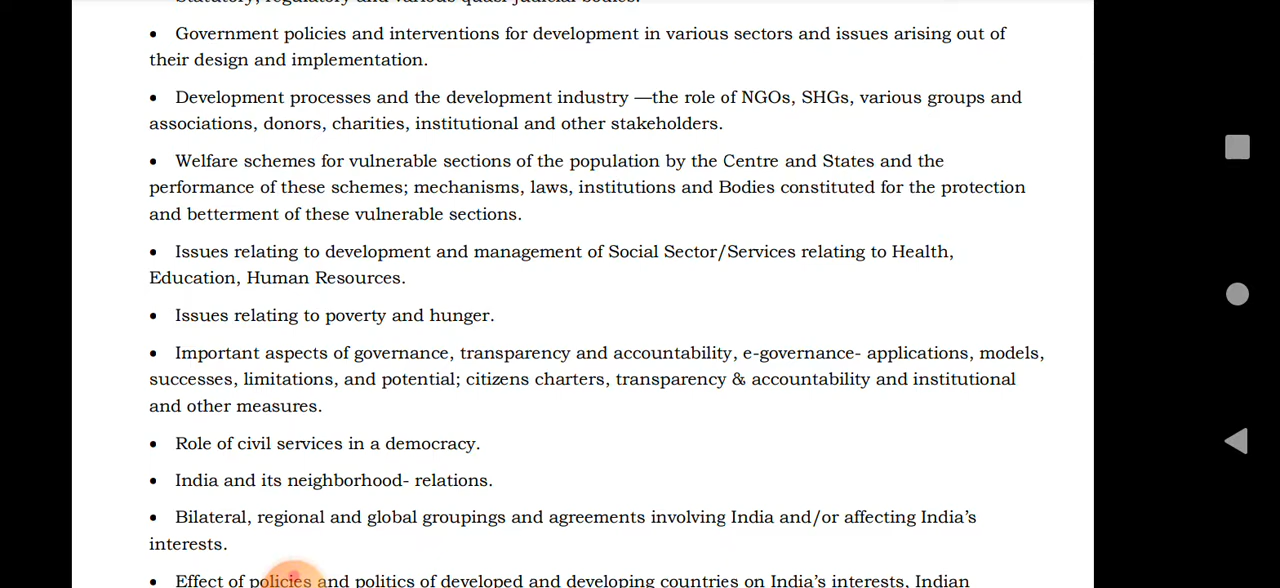 Statutory, regulatory and various quasi-judicial bodies.
• Government policies and interventions for development in various sectors and issues arising out of
their design and implementation.
• Development processes and the development industry —the role of NGOs, SHGs, various groups and
associations, donors, charities, institutional and other stakeholders.
• Welfare schemes for vulnerable sections of the population by the Centre and States and the
performance of these schemes; mechanisms, laws, institutions and Bodies constituted for the protection
and betterment of these vulnerable sections.
• Issues relating to development and management of Social Sector/Services relating to Health,
Education, Human Resources.
• Issues relating to poverty and hunger.
• Important aspects of governance, transparency and accountability, e-governance- applications, models,
successes, limitations, and potential; citizens charters, transparency & accountability and institutional
and other measures.
• Role of civil services in a democracy.
• India and its neighborhood- relations.
• Bilateral, regional and global groupings and agreements involving India and/or affecting India’s
interests.
• Effect of policies and politics of developed and developing countries on India’s interests, Indian